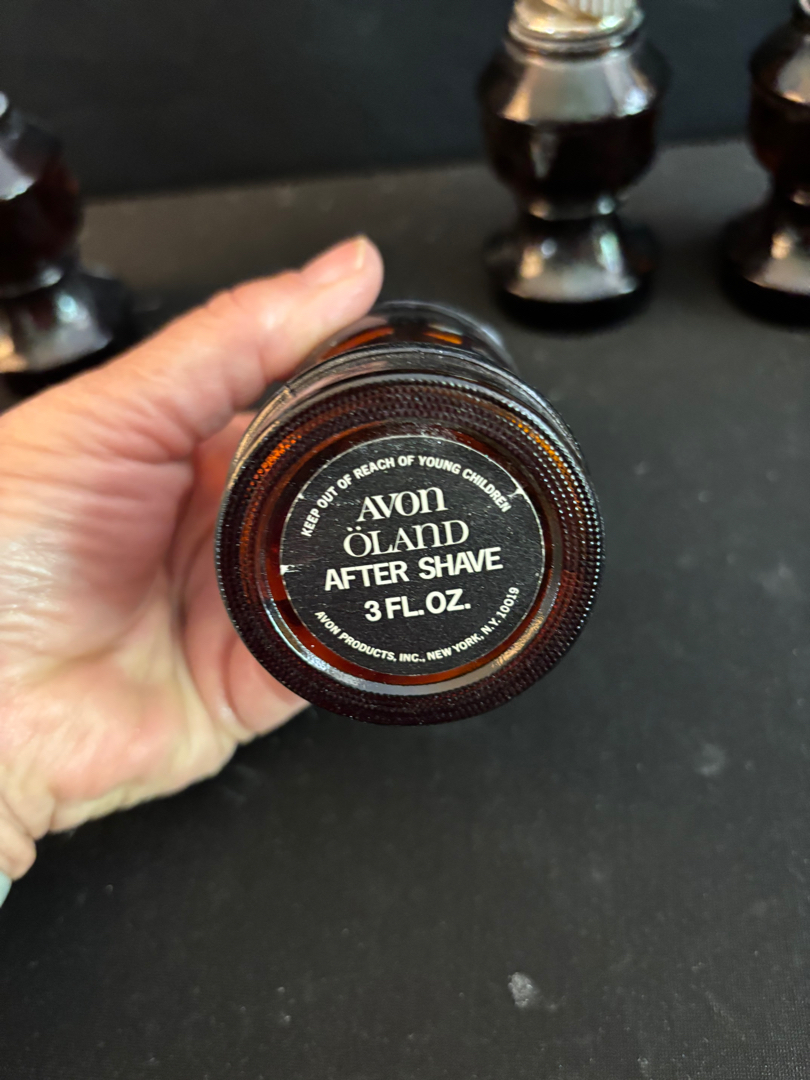 KEEP OUT OF REACH OF YOUNG CHILDREN
AVON
ÖLAND
AFTER SHAVE
3 FL. OZ.
AVON PRODUCTS, INC., NEW YORK, N.Y. 10019